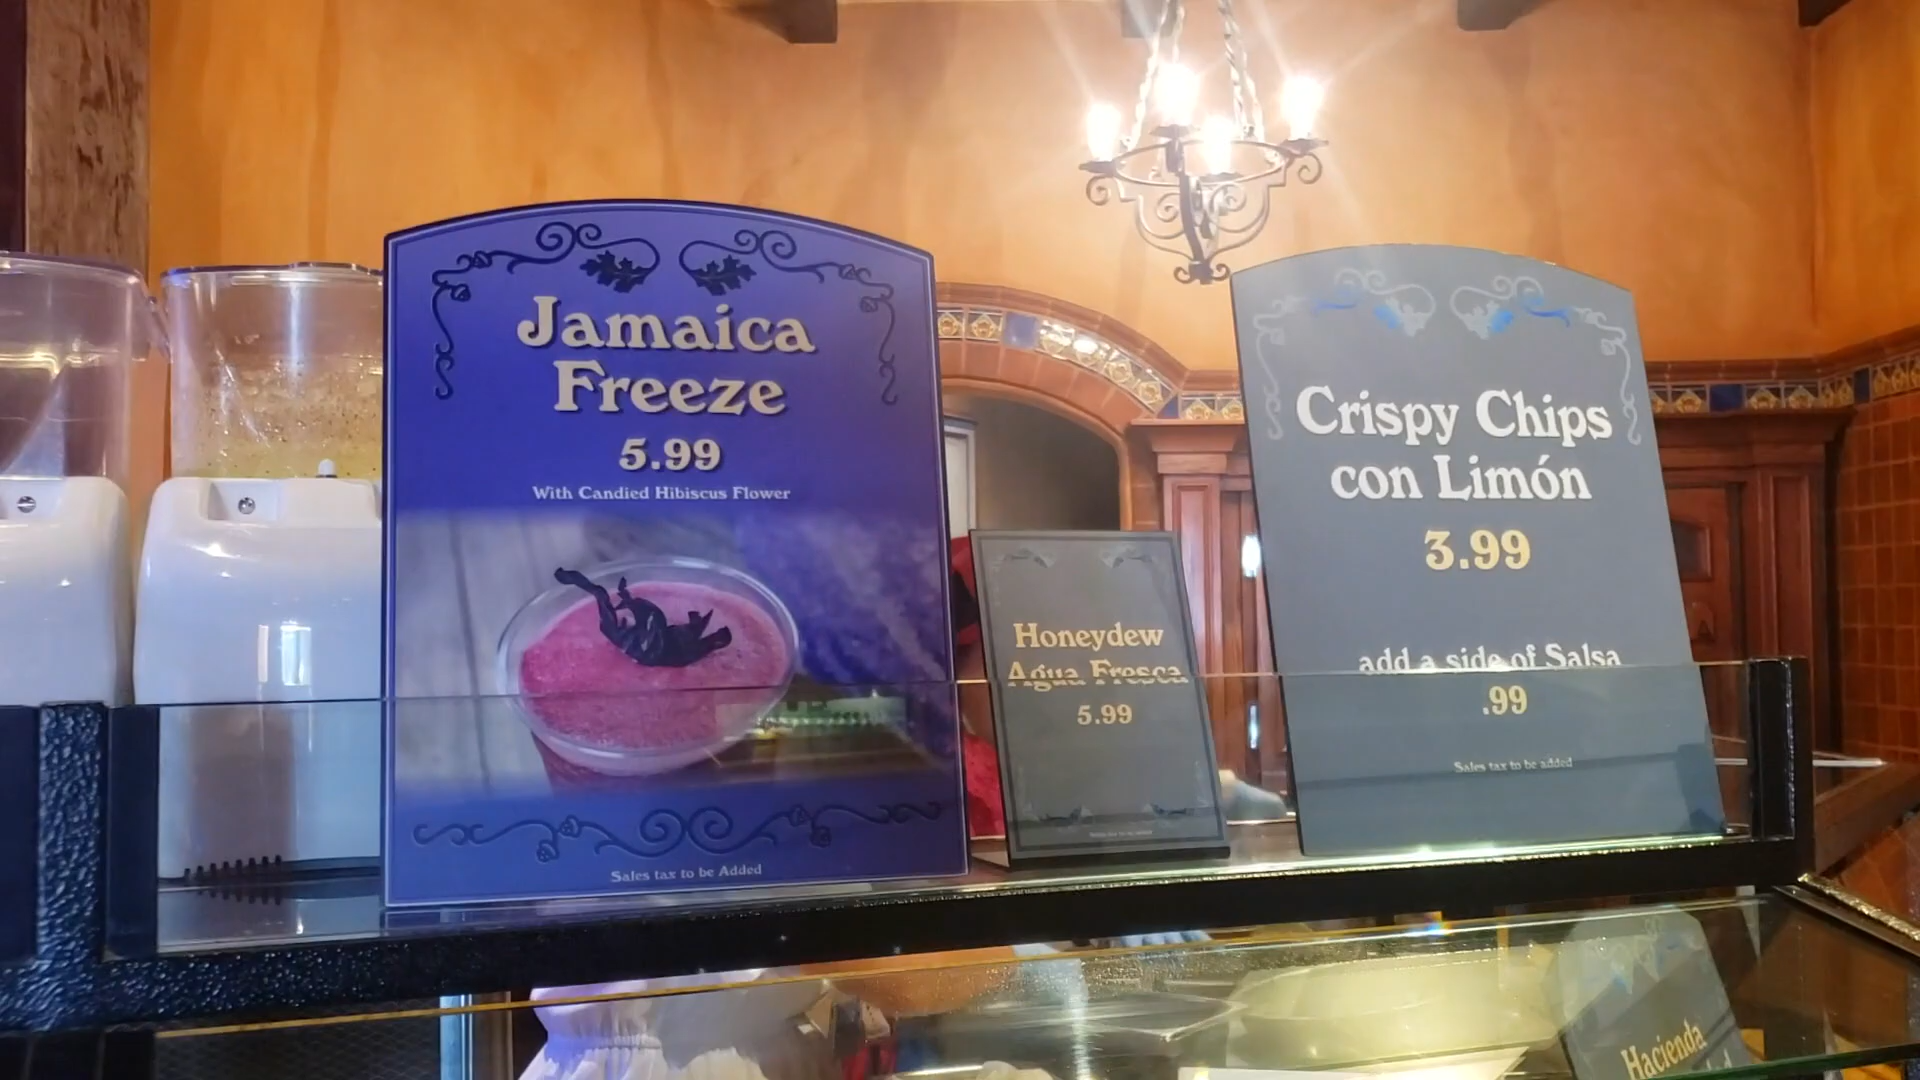 Jamaica
Freeze
5.99
With Candied Hibiscus Flower
Sales tax to be Added
Honeydew
Agua Fresca
5.99
Crispy Chips
con Limón
3.99
add a side of Salsa
.99
Sales tax to be added
Hacienda